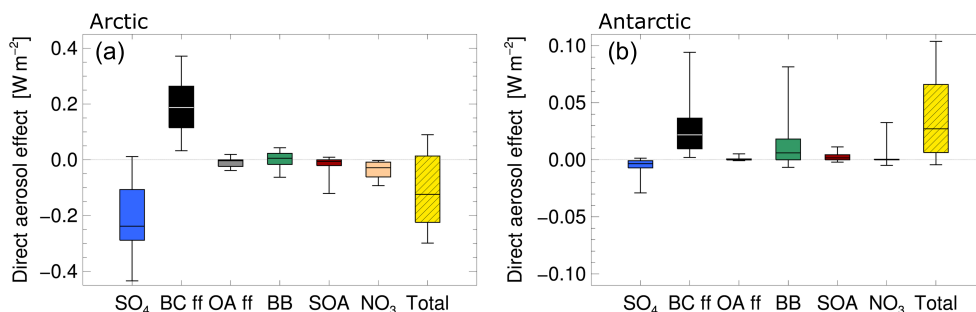 Arctic
(a)
Direct aerosol effect [W m−2]
0.4
0.2
0.0
−0.2
−0.4
SO4 BC ff OA ff BB SOA NO3 Total
Antarctic
(b)
Direct aerosol effect [W m−2]
0.10
0.05
0.00
−0.05
−0.10
SO4 BC ff OA ff BB SOA NO3 Total